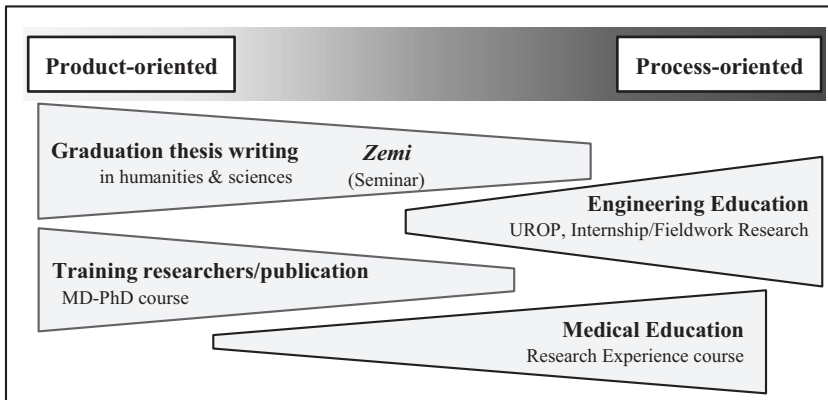 Product-oriented
Process-oriented
Graduation thesis writing
in humanities & sciences
Zemi
(Seminar)
Engineering Education
UROP, Internship/Fieldwork Research
Training researchers/publication
MD-PhD course
Medical Education
Research Experience course